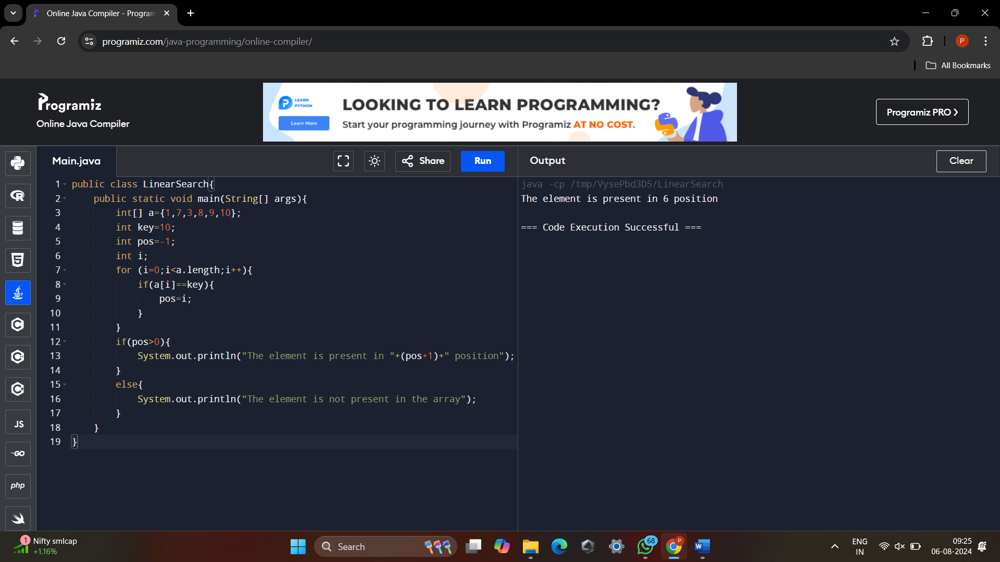 Online Java Compiler - Program
programiz.com/java-programming/online-compiler/
P
All Bookmarks
Programiz
Online Java Compiler
LEARN
PYTHON
Learn More
LOOKING TO LEARN PROGRAMMING?
Start your programming journey with Programiz AT NO COST.
Programiz PRO
Main.java
Share
Run
Output
Clear
1 public class LinearSearch{
2     public static void main(String[] args){
3         int[] a={1,7,3,8,9,10};
4         int key=10;
5         int pos=-1;
6         int i;
7         for (i=0;i<a.length;i++){
8             if(a[i]==key){
9                 pos=i;
10             }
11         }
12         if(pos>0){
13             System.out.println("The element is present in "+(pos+1)+" position");
14         }
15         else{
16             System.out.println("The element is not present in the array");
17         }
18     }
19 }
java -cp /tmp/VysePbd3D5/LinearSearch
The element is present in 6 position
=== Code Execution Successful ===
R
5
C
C++
C#
JS
GO
php
1
Nifty smlcap
+1.16%
Search
68
P
W
ENG
IN
09:25
06-08-2024